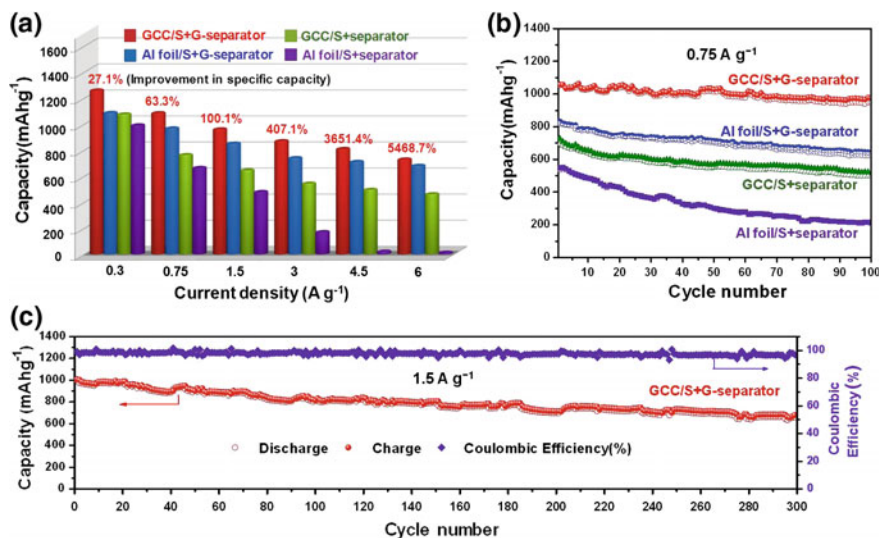 (a)
GCC/S+G-separator
GCC/S+separator
Al foil/S+G-separator
Al foil/S+separator
1600
1400
1200
1000
800
600
400
200
0
Capacity(mAhg⁻¹)
27.1% (Improvement in specific capacity)
63.3%
100.1%
407.1%
3651.4%
5468.7%
0.3 0.75 1.5 3 4.5 6
Current density (A g⁻¹)
(b)
1400
1200
1000
800
600
400
200
0
Capacity(mAhg⁻¹)
0.75 A g⁻¹
GCC/S+G-separator
Al foil/S+G-separator
GCC/S+separator
Al foil/S+separator
10 20 30 40 50 60 70 80 90 100
Cycle number
(c)
1400
1200
1000
800
600
400
200
0
Capacity (mAhg⁻¹)
1.5 A g⁻¹
GCC/S+G-separator
Discharge Charge Coulombic Efficiency(%)
100
80
60
40
20
0
Coulombic
Efficiency(%)
0 20 40 60 80 100 120 140 160 180 200 220 240 260 280 300
Cycle number